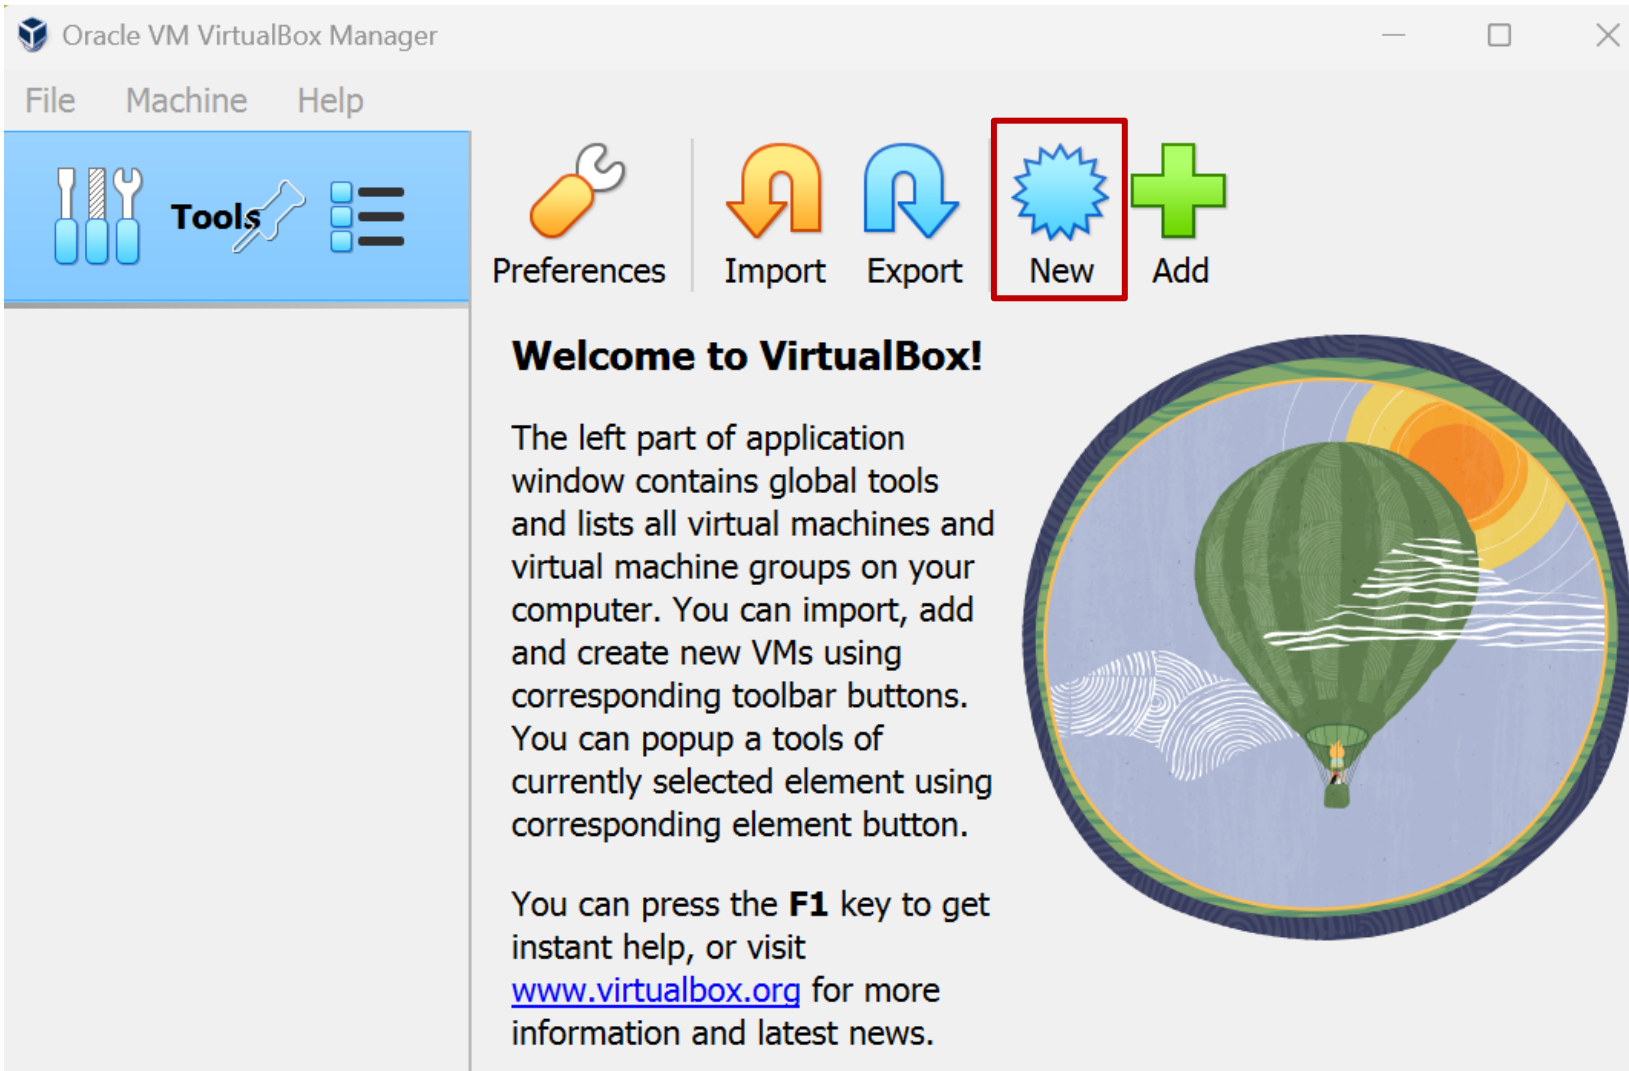 Oracle VM VirtualBox Manager
File Machine Help
Tools
Preferences Import Export New Add
Welcome to VirtualBox!
The left part of application
window contains global tools
and lists all virtual machines and
virtual machine groups on your
computer. You can import, add
and create new VMs using
corresponding toolbar buttons.
You can popup a tools of
currently selected element using
corresponding element button.
You can press the F1 key to get
instant help, or visit
www.virtualbox.org for more
information and latest news.